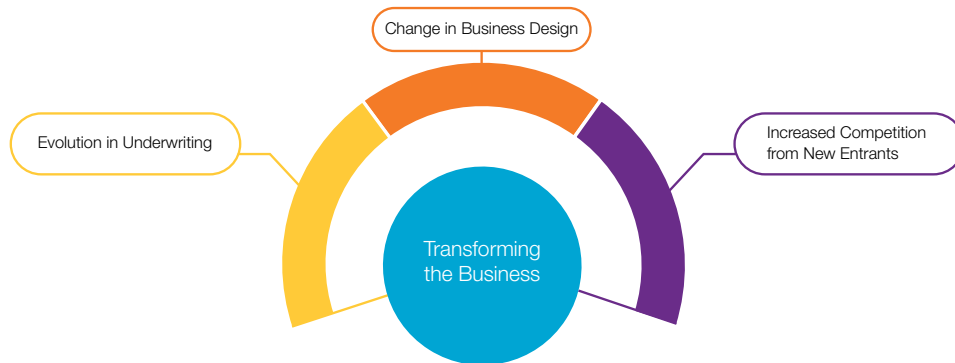 Change in Business Design
Evolution in Underwriting
Increased Competition
from New Entrants
Transforming
the Business